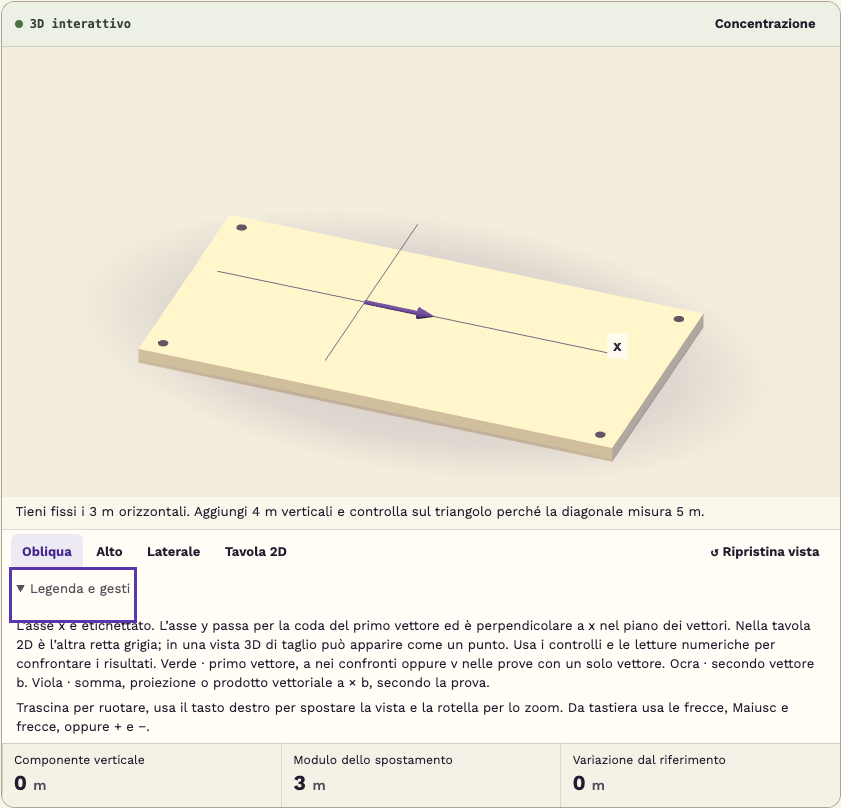 3D interattivo
Concentrazione
x
Tieni fissi i 3 m orizzontali. Aggiungi 4 m verticali e controlla sul triangolo perché la diagonale misura 5 m.
Obliqua Alto Laterale Tavola 2D ↺ Ripristina vista
▼ Legenda e gesti
L’asse x è etichettato. L’asse y passa per la coda del primo vettore ed è perpendicolare a x nel piano dei vettori. Nella tavola
2D è l’altra retta grigia; in una vista 3D di taglio può apparire come un punto. Usa i controlli e le letture numeriche per
confrontare i risultati. Verde · primo vettore, a nei confronti oppure v nelle prove con un solo vettore. Ocra · secondo vettore
b. Viola · somma, proiezione o prodotto vettoriale a × b, secondo la prova.
Trascina per ruotare, usa il tasto destro per spostare la vista e la rotella per lo zoom. Da tastiera usa le frecce, Maiusc e
frecce, oppure + e −.
Componente verticale
0 m
Modulo dello spostamento
3 m
Variazione dal riferimento
0 m